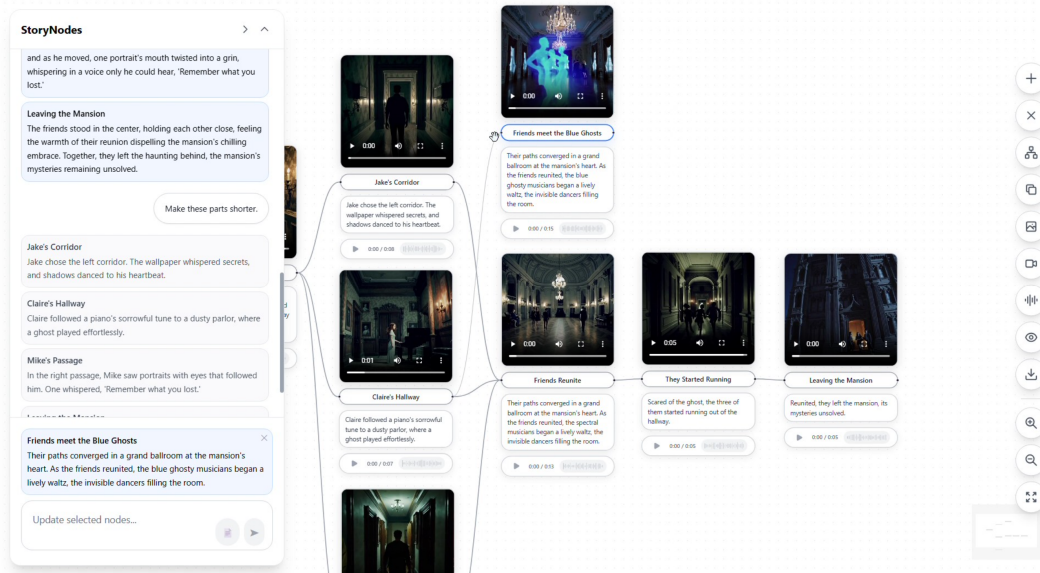 StoryNodes
and as he moved, one portrait's mouth twisted into a grin,
whispering in a voice only he could hear, 'Remember what you
lost.'
Leaving the Mansion
The friends stood in the center, holding each other close, feeling
the warmth of their reunion dispelling the mansion's chilling
embrace. Together, they left the haunting behind, the mansion's
mysteries remaining unsolved.
Make these parts shorter.
Jake's Corridor
Jake chose the left corridor. The wallpaper whispered secrets,
and shadows danced to his heartbeat.
Claire's Hallway
Claire followed a piano's sorrowful tune to a dusty parlor, where
a ghost played effortlessly.
Mike's Passage
In the right passage, Mike saw portraits with eyes that followed
him. One whispered, 'Remember what you lost.'
Leaving the Mansion
Friends meet the Blue Ghosts
Their paths converged in a grand ballroom at the mansion's
heart. As the friends reunited, the blue ghostly musicians began a
lively waltz, the invisible dancers filling the room.
Update selected nodes...
0:00
Jake's Corridor
Jake chose the left corridor. The
wallpaper whispered secrets, and
shadows danced to his heartbeat.
0:00 / 0:08
0:01
Claire's Hallway
Claire followed a piano's sorrowful
tune to a dusty parlor, where a
ghost played effortlessly.
0:00 / 0:07
0:00
Friends meet the Blue Ghosts
Their paths converged in a grand
ballroom at the mansion's heart. As
the friends reunited, the blue
ghosty musicians began a lively
waltz, the invisible dancers filling
the room.
0:00 / 0:15
0:00
Friends Reunite
Their paths converged in a grand
ballroom at the mansion's heart. As
the friends reunited, the spectral
musicians began a lively waltz, the
invisible dancers filling the room.
0:00 / 0:13
0:05
They Started Running
Scared of the ghost, the three of
them started running out of the
hallway.
0:00 / 0:05
0:00
Leaving the Mansion
Reunited, they left the mansion, its
mysteries unsolved.
0:00 / 0:05